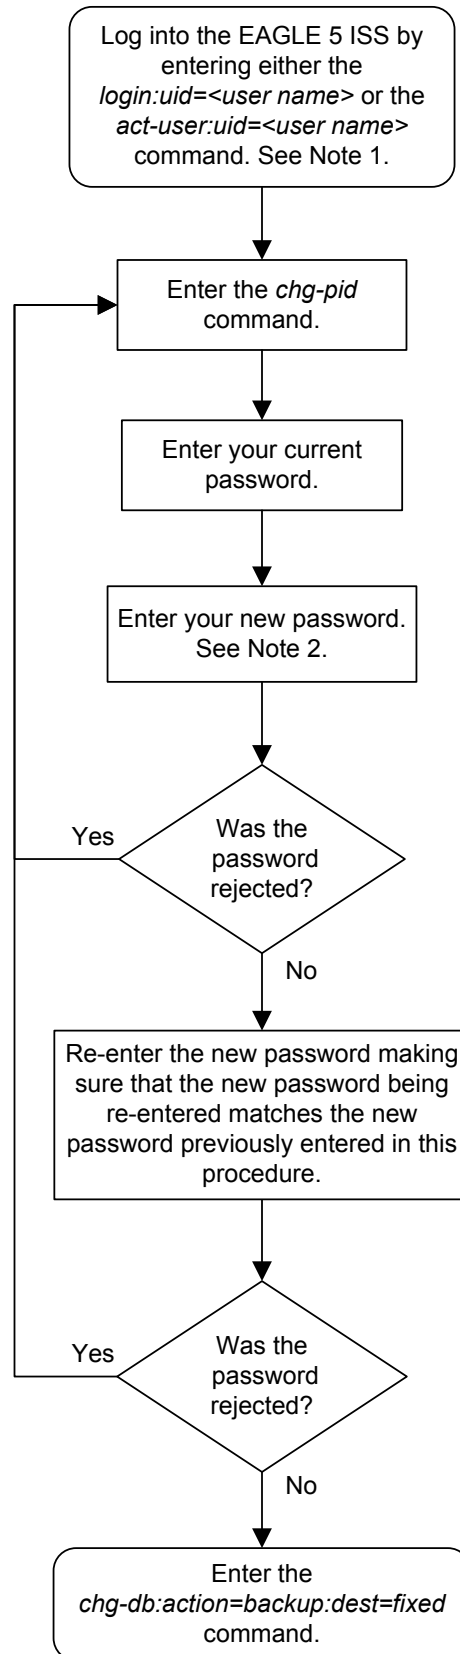 Log into the EAGLE 5 ISS by
entering either the
login:uid=<user name> or the
act-user:uid=<user name>
command. See Note 1.
Enter the chg-pid
command.
Enter your current
password.
Enter your new password.
See Note 2.
Yes
Was the
password
rejected?
No
Re-enter the new password making
sure that the new password being
re-entered matches the new
password previously entered in this
procedure.
Yes
Was the
password
rejected?
No
Enter the
chg-db:action=backup:dest=fixed
command.